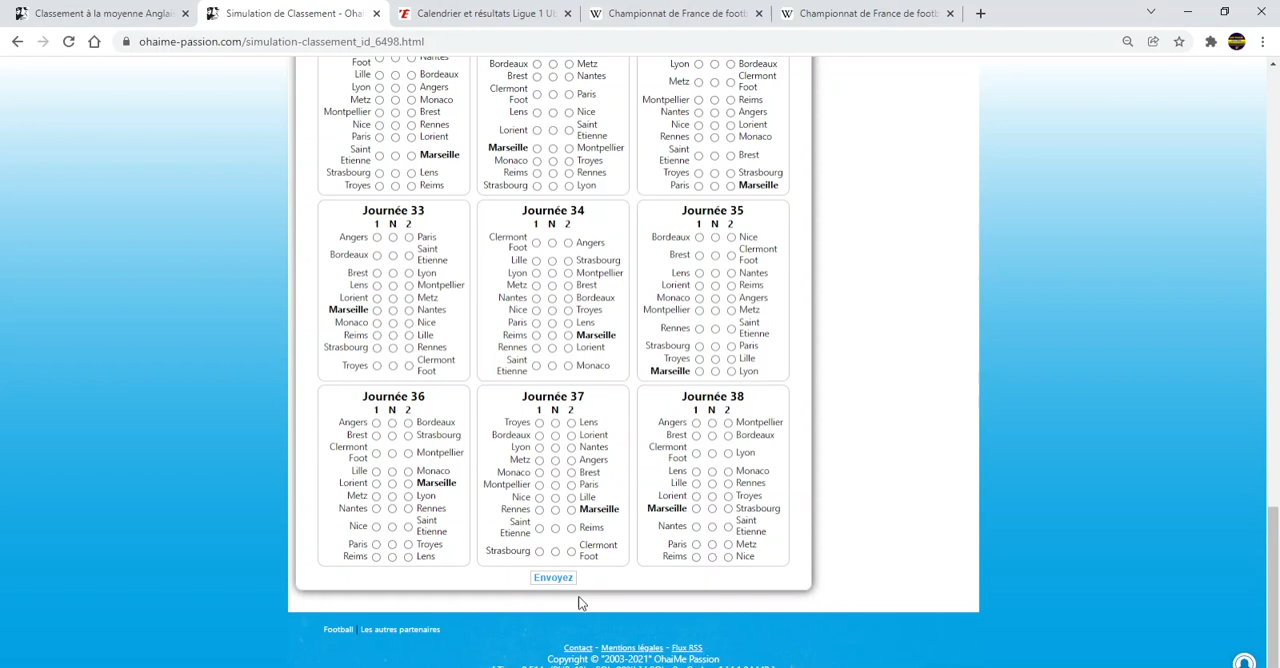 Classement à la moyenne Anglais
Simulation de Classement - Ohai
Calendrier et résultats Ligue 1 Ub
Championnat de France de footb
Championnat de France de footb
ohaime-passion.com/simulation-classement_id_6498.html
Foot Nantes
Lille Bordeaux
Lyon Angers
Metz Monaco
Montpellier Brest
Nice Rennes
Paris Lorient
Saint
Etienne Marseille
Strasbourg Lens
Troyes Reims
Bordeaux Metz
Brest Nantes
Clermont
Foot Paris
Lens Nice
Lorient Saint
Etienne
Marseille Montpellier
Monaco Troyes
Reims Rennes
Strasbourg Lyon
Lyon Bordeaux
Metz Clermont
Foot
Montpellier Reims
Nantes Angers
Nice Lorient
Rennes Monaco
Saint
Etienne Brest
Troyes Strasbourg
Paris Marseille
Journée 33
1 N 2
Angers Paris
Bordeaux Saint
Etienne
Brest Lyon
Lens Montpellier
Lorient Metz
Marseille Nantes
Monaco Nice
Reims Lille
Strasbourg Rennes
Troyes Clermont
Foot
Journée 34
1 N 2
Clermont
Foot Angers
Lille Strasbourg
Lyon Montpellier
Metz Brest
Nantes Bordeaux
Nice Troyes
Paris Lens
Reims Marseille
Rennes Lorient
Saint
Etienne Monaco
Journée 35
1 N 2
Bordeaux Nice
Brest Clermont
Foot
Lens Nantes
Lorient Reims
Monaco Angers
Montpellier Metz
Rennes Saint
Etienne
Strasbourg Paris
Troyes Lille
Marseille Lyon
Journée 36
1 N 2
Angers Bordeaux
Brest Strasbourg
Clermont
Foot Montpellier
Lille Monaco
Lorient Marseille
Metz Lyon
Nantes Rennes
Nice Saint
Etienne
Paris Troyes
Reims Lens
Journée 37
1 N 2
Troyes Lens
Bordeaux Lorient
Lyon Nantes
Metz Angers
Monaco Brest
Montpellier Paris
Nice Lille
Rennes Marseille
Saint
Etienne Reims
Strasbourg Clermont
Foot
Journée 38
1 N 2
Angers Montpellier
Brest Bordeaux
Clermont
Foot Lyon
Lens Monaco
Lille Rennes
Lorient Troyes
Marseille Strasbourg
Nantes Saint
Etienne
Paris Metz
Reims Nice
Envoyez
Football | Les autres partenaires
Contact - Mentions légales - Flux RSS
Copyright © "2003-2021" OhaiMe Passion